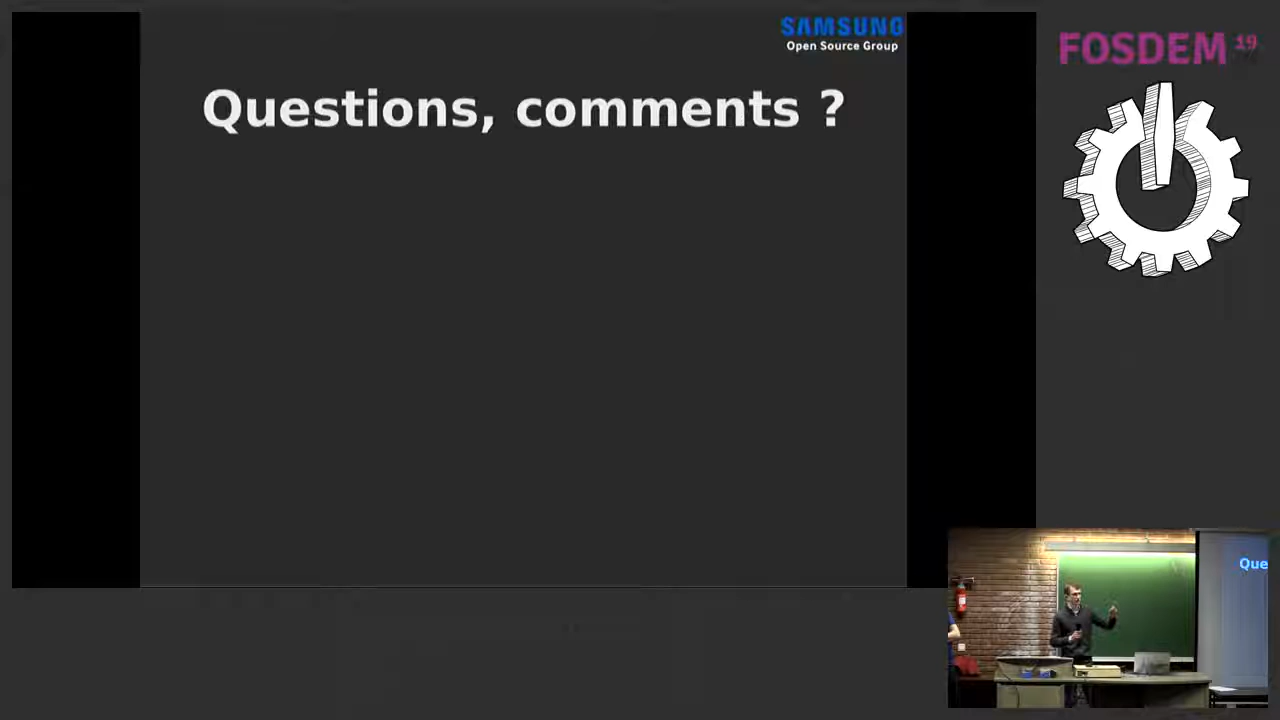 SAMSUNG
Open Source Group
FOSDEM 19
Questions, comments ?
Que